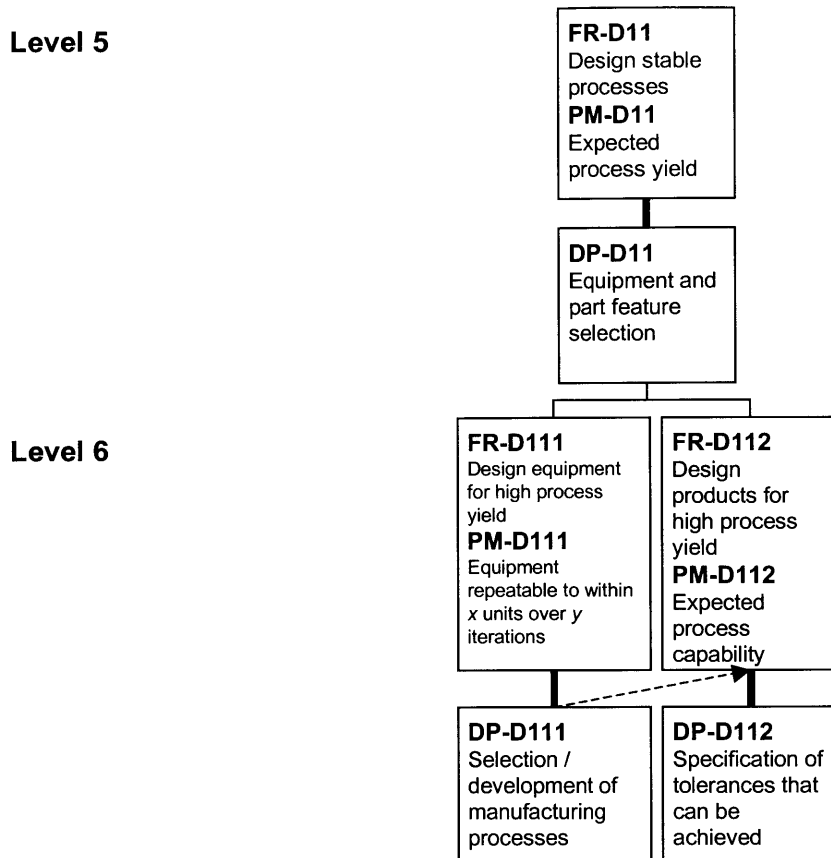 Level 5
FR-D11
Design stable
processes
PM-D11
Expected
process yield
DP-D11
Equipment and
part feature
selection
Level 6
FR-D111
Design equipment
for high process
yield
PM-D111
Equipment
repeatable to within
x units over y
iterations
FR-D112
Design
products for
high process
yield
PM-D112
Expected
process
capability
DP-D111
Selection /
development of
manufacturing
processes
DP-D112
Specification of
tolerances that
can be
achieved